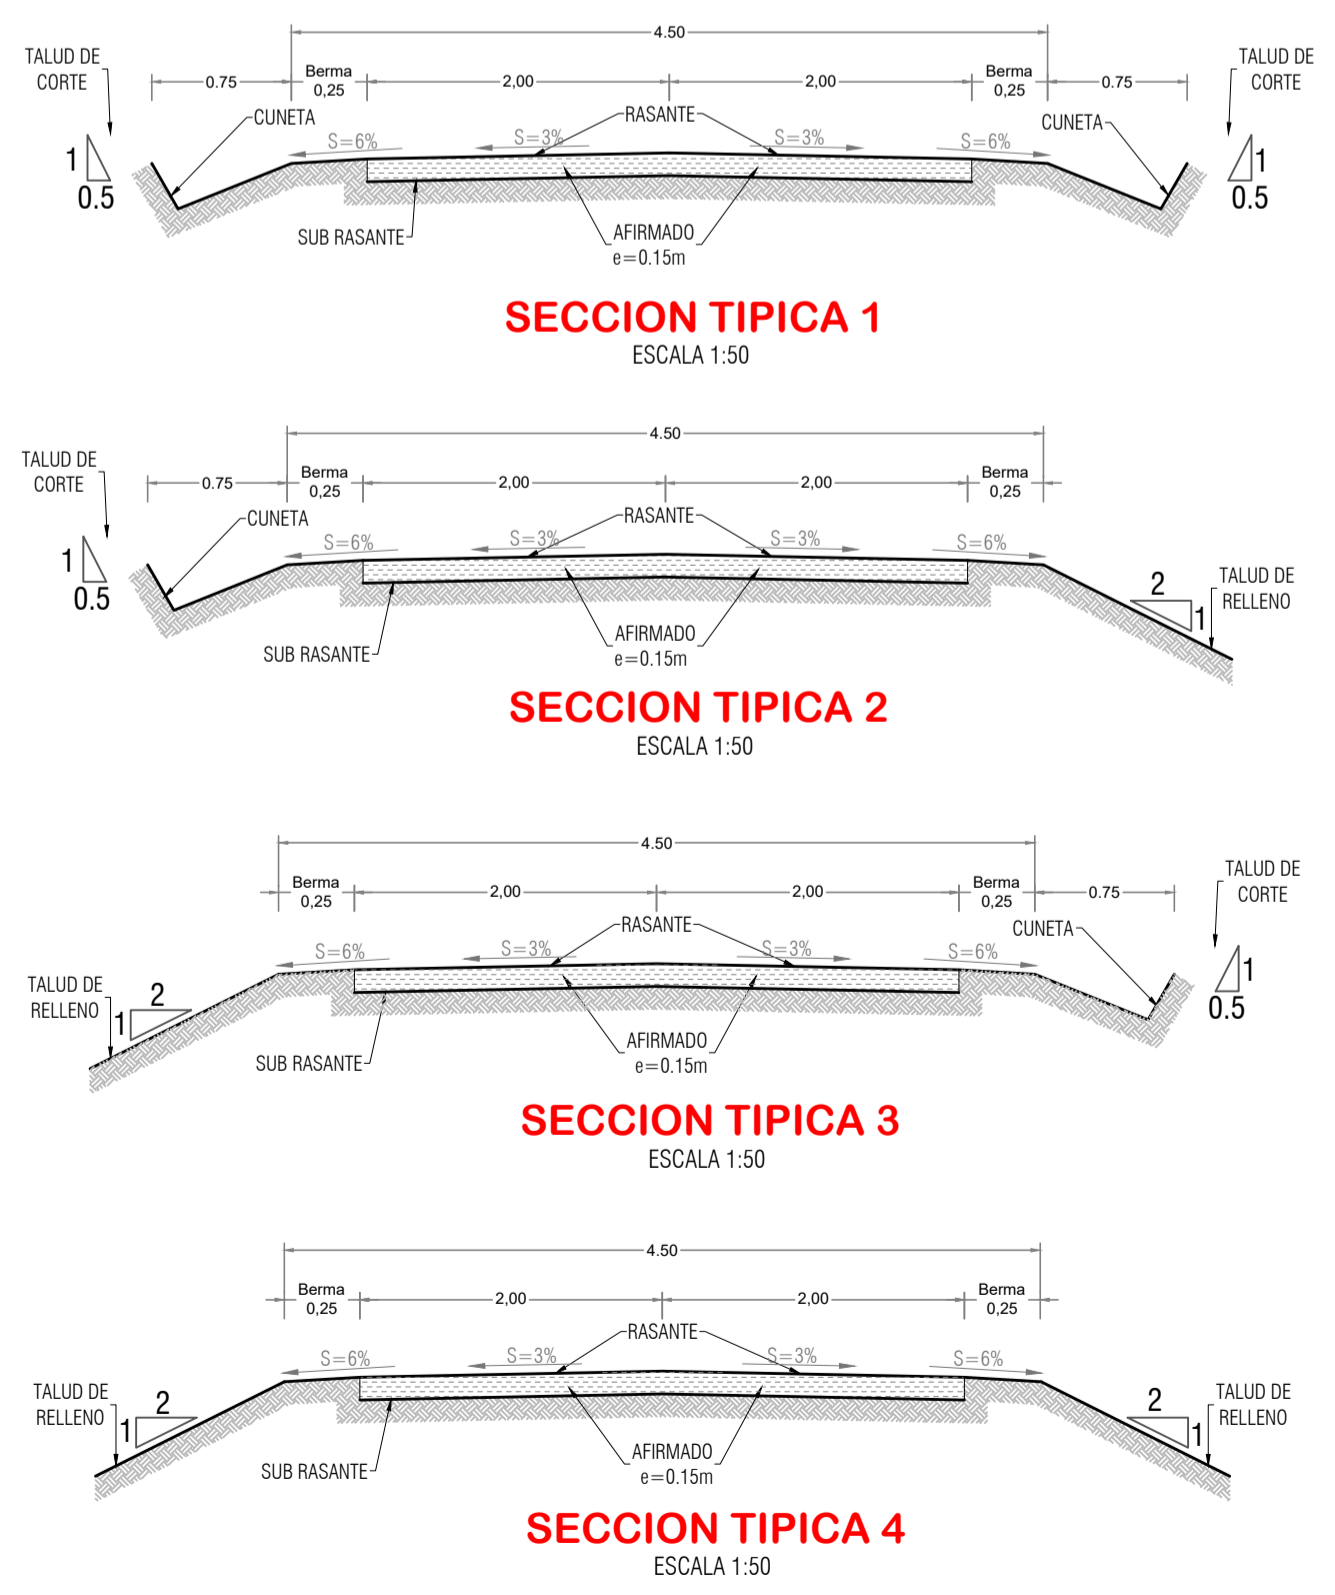 4.50
TALUD DE
CORTE
0.75
Berma
0,25
2,00
2,00
Berma
0,25
0.75
TALUD DE
CORTE
CUNETA
RASANTE
CUNETA
S=6%
S=3%
S=3%
S=6%
1
0.5
1
0.5
SUB RASANTE
AFIRMADO
e=0.15m
SECCION TIPICA 1
ESCALA 1:50
4.50
TALUD DE
CORTE
0.75
Berma
0,25
2,00
2,00
Berma
0,25
CUNETA
RASANTE
S=6%
S=3%
S=3%
S=6%
1
0.5
2
1
TALUD DE
RELLENO
SUB RASANTE
AFIRMADO
e=0.15m
SECCION TIPICA 2
ESCALA 1:50
4.50
Berma
0,25
2,00
2,00
Berma
0,25
0.75
TALUD DE
CORTE
RASANTE
CUNETA
S=6%
S=3%
S=3%
S=6%
TALUD DE
RELLENO
2
1
1
0.5
SUB RASANTE
AFIRMADO
e=0.15m
SECCION TIPICA 3
ESCALA 1:50
4.50
Berma
0,25
2,00
2,00
Berma
0,25
RASANTE
S=6%
S=3%
S=3%
S=6%
TALUD DE
RELLENO
2
1
2
1
TALUD DE
RELLENO
SUB RASANTE
AFIRMADO
e=0.15m
SECCION TIPICA 4
ESCALA 1:50